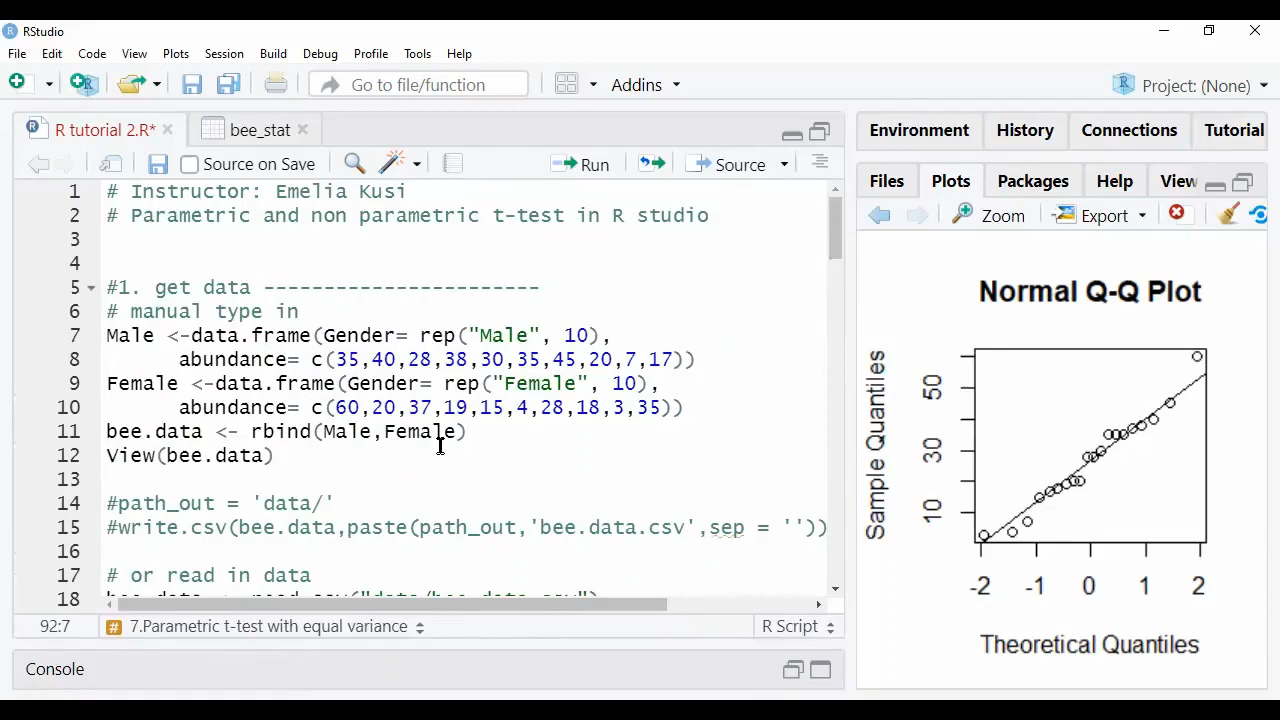 RStudio
File Edit Code View Plots Session Build Debug Profile Tools Help
Go to file/function Addins Project: (None)
R tutorial 2.R* bee_stat
Source on Save Run Source
1 # Instructor: Emelia Kusi
2 # Parametric and non parametric t-test in R studio
3
4
5 #1. get data -----------------------
6 # manual type in
7 Male <-data.frame(Gender= rep("Male", 10),
8 abundance= c(35,40,28,38,30,35,45,20,7,17))
9 Female <-data.frame(Gender= rep("Female", 10),
10 abundance= c(60,20,37,19,15,4,28,18,3,35))
11 bee.data <- rbind(Male,Female)
12 View(bee.data)
13
14 #path_out = 'data/'
15 #write.csv(bee.data,paste(path_out,'bee.data.csv',sep = ''))
16
17 # or read in data
18
92:7 # 7.Parametric t-test with equal variance R Script
Console
Environment History Connections Tutorial
Files Plots Packages Help View
Zoom Export
Normal Q-Q Plot
Sample Quantiles
50
30
10
-2 -1 0 1 2
Theoretical Quantiles